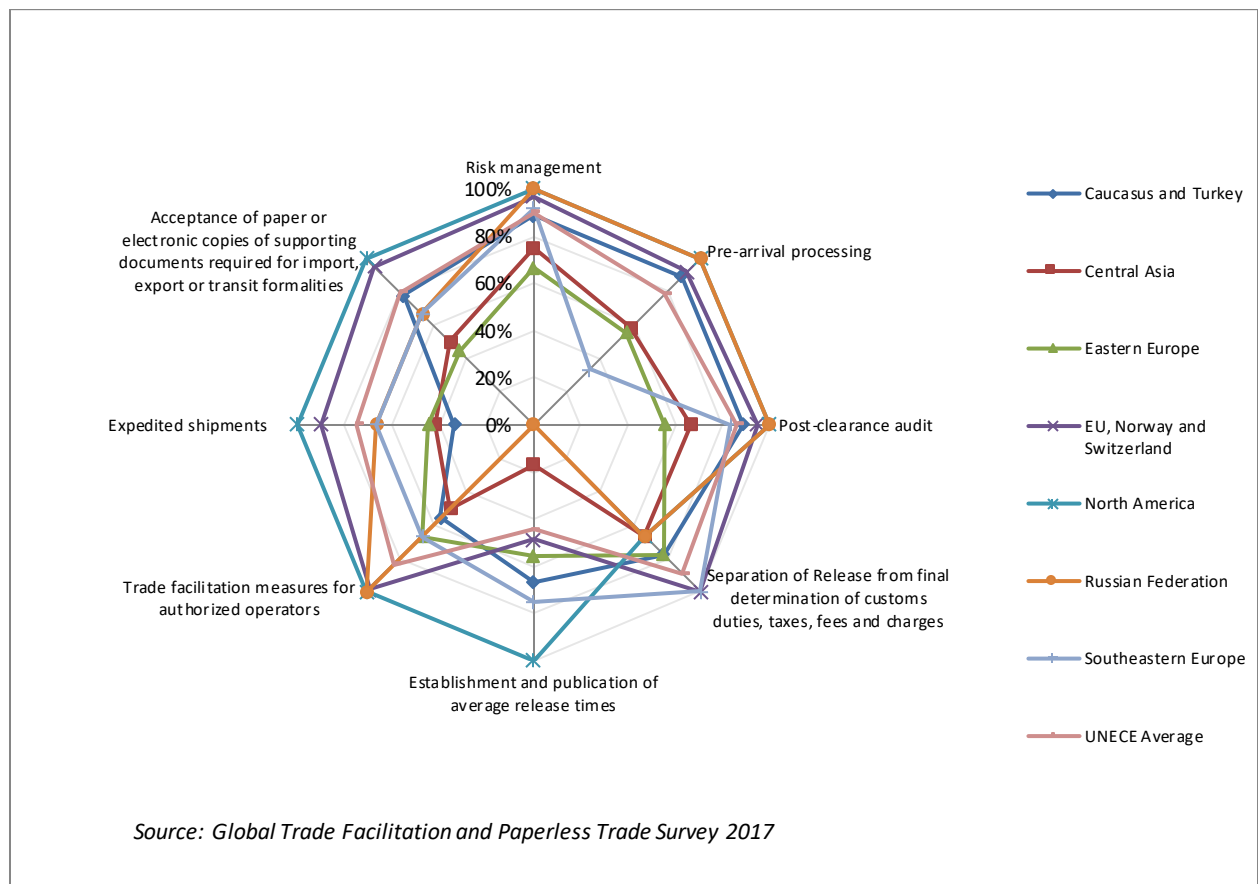 Risk management
100%
80%
60%
40%
20%
0%
Pre-arrival processing
Post-clearance audit
Separation of Release from final
determination of customs
duties, taxes, fees and charges
Establishment and publication of
average release times
Trade facilitation measures for
authorized operators
Expedited shipments
Acceptance of paper or
electronic copies of supporting
documents required for import,
export or transit formalities
Caucasus and Turkey
Central Asia
Eastern Europe
EU, Norway and
Switzerland
North America
Russian Federation
Southeastern Europe
UNECE Average
Source: Global Trade Facilitation and Paperless Trade Survey 2017